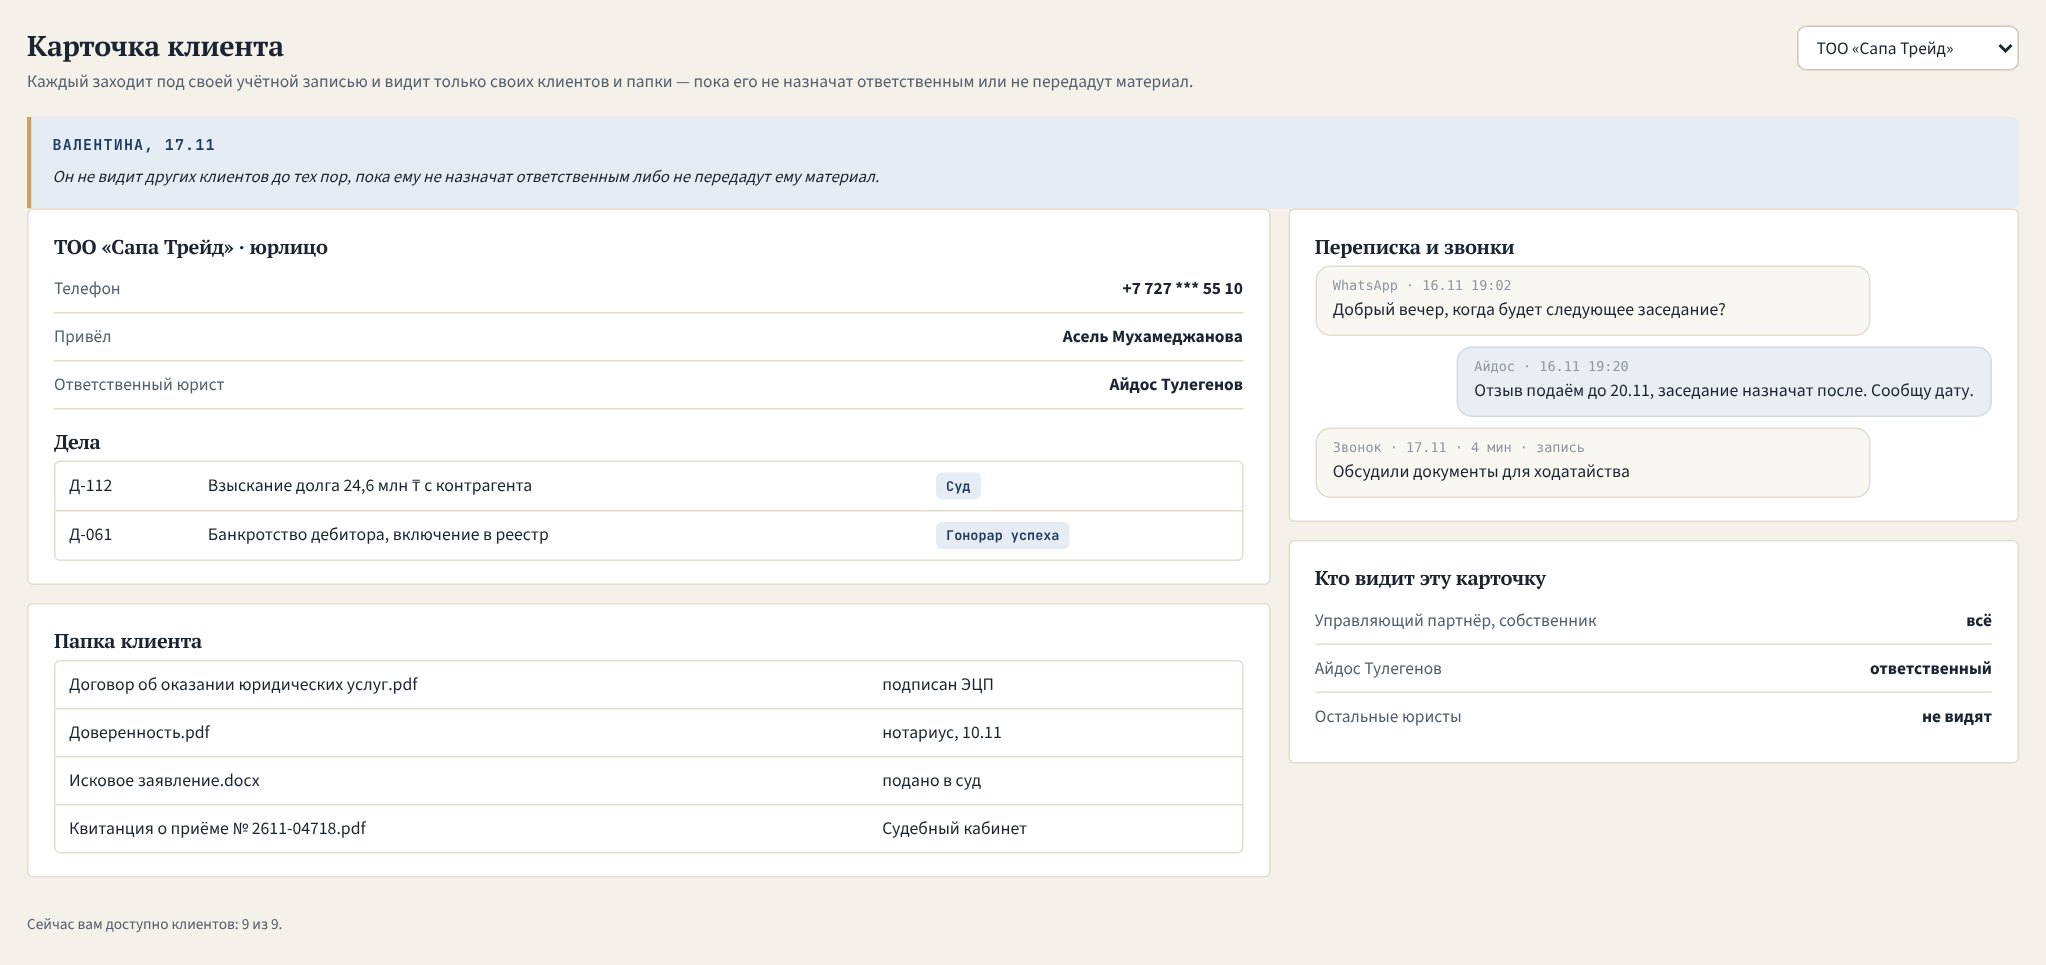 Карточка клиента
ТОО «Сапа Трейд»
Каждый заходит под своей учётной записью и видит только своих клиентов и папки — пока его не назначат ответственным или не передадут материал.
ВАЛЕНТИНА, 17.11
Он не видит других клиентов до тех пор, пока ему не назначат ответственным либо не передадут ему материал.
ТОО «Сапа Трейд» · юрлицо
Телефон +7 727 *** 55 10
Привёл Асель Мухамеджанова
Ответственный юрист Айдос Тулегенов
Дела
Д-112 Взыскание долга 24,6 млн ₸ с контрагента Суд
Д-061 Банкротство дебитора, включение в реестр Гонорар успеха
Папка клиента
Договор об оказании юридических услуг.pdf подписан ЭЦП
Доверенность.pdf нотариус, 10.11
Исковое заявление.docx подано в суд
Квитанция о приёме № 2611-04718.pdf Судебный кабинет
Переписка и звонки
WhatsApp · 16.11 19:02
Добрый вечер, когда будет следующее заседание?
Айдос · 16.11 19:20
Отзыв подаём до 20.11, заседание назначат после. Сообщу дату.
Звонок · 17.11 · 4 мин · запись
Обсудили документы для ходатайства
Кто видит эту карточку
Управляющий партнёр, собственник всё
Айдос Тулегенов ответственный
Остальные юристы не видят
Сейчас вам доступно клиентов: 9 из 9.